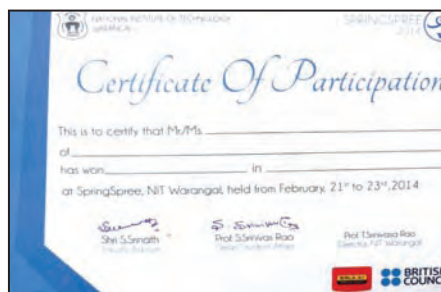 NATIONAL INSTITUTE OF TECHNOLOGY
WARANGAL
SPRINGSPREE
2014
Certificate Of Participation
This is to certify that Mr/Ms.
of
has won in
at SpringSpree, NIT Warangal, held from February, 21st to 23rd, 2014
Shri S.Srinath
Prof. S.Srinivas Rao
Prof. T.Srinivasa Rao
Director, NIT Warangal
BRITISH
COUNC